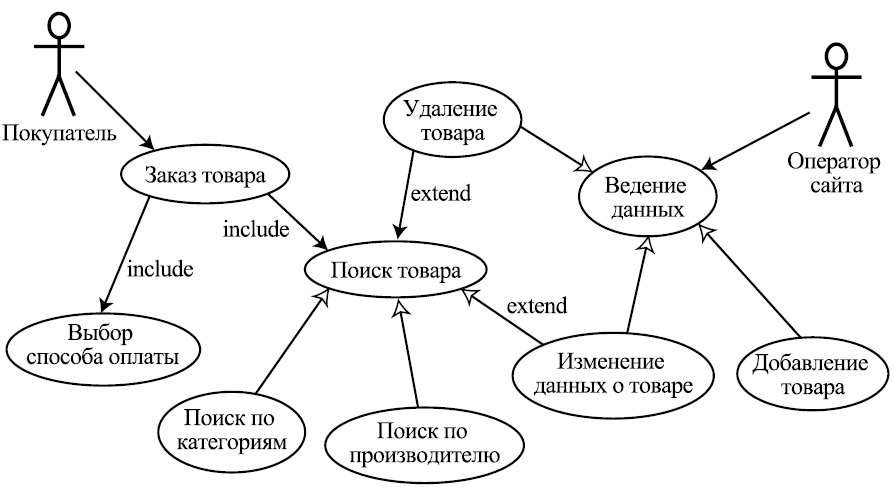 Покупатель
Заказ товара
include
include
Выбор
способа оплаты
Удаление
товара
extend
Поиск товара
Поиск по
категориям
Поиск по
производителю
extend
Изменение
данных о товаре
Ведение
данных
Оператор
сайта
Добавление
товара